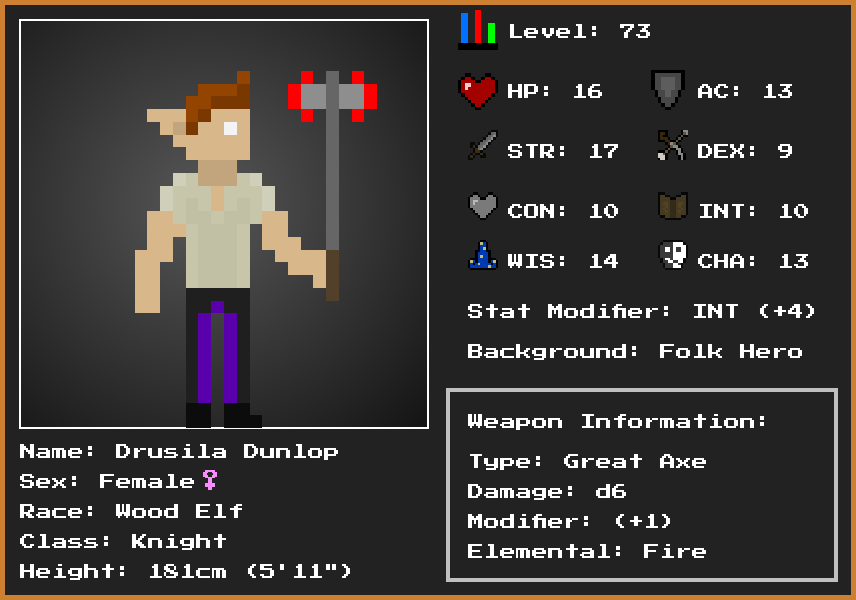 Level: 73
HP: 16
AC: 13
STR: 17
DEX: 9
CON: 10
INT: 10
WIS: 14
CHA: 13
Stat Modifier: INT (+4)
Background: Folk Hero
Weapon Information:
Type: Great Axe
Damage: d6
Modifier: (+1)
Elemental: Fire
Name: Drusila Dunlop
Sex: Female♀
Race: Wood Elf
Class: Knight
Height: 181cm (5'11")